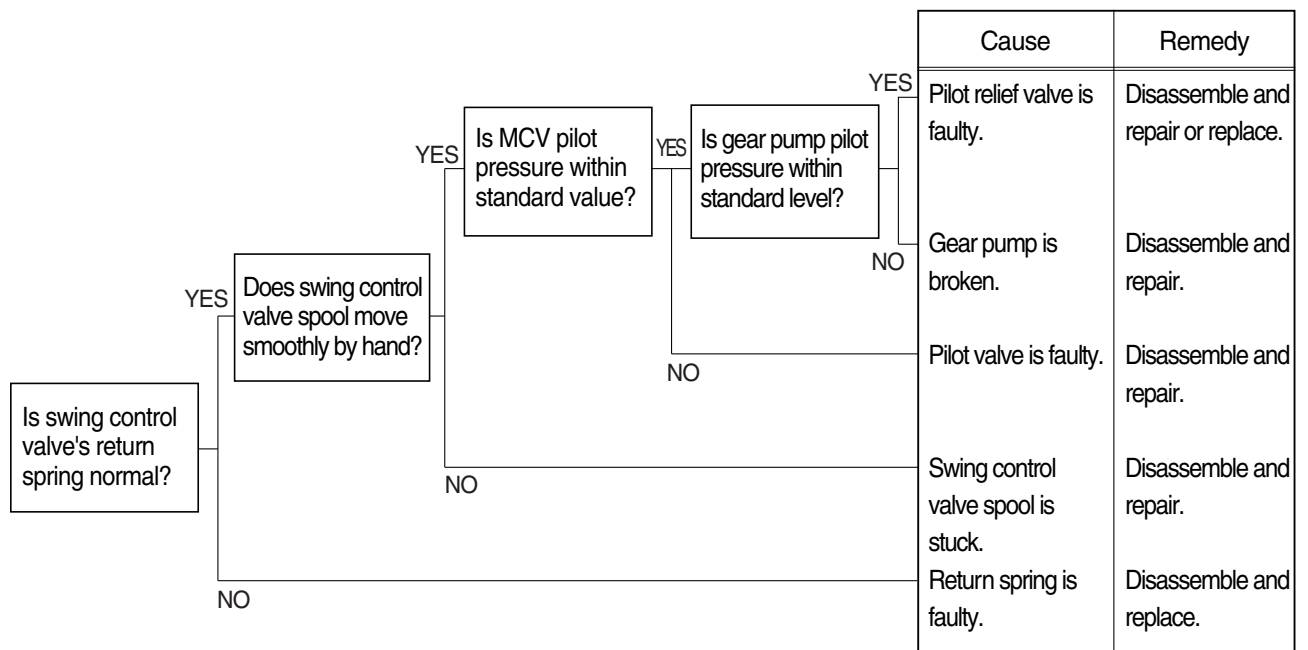 Cause
Remedy
YES
Pilot relief valve is
faulty.
Disassemble and
repair or replace.
YES
Is MCV pilot
pressure within
standard value?
YES
Is gear pump pilot
pressure within
standard level?
NO
Gear pump is
broken.
Disassemble and
repair.
YES
Does swing control
valve spool move
smoothly by hand?
NO
Pilot valve is faulty.
Disassemble and
repair.
Is swing control
valve's return
spring normal?
NO
Swing control
valve spool is
stuck.
Disassemble and
repair.
NO
Return spring is
faulty.
Disassemble and
replace.